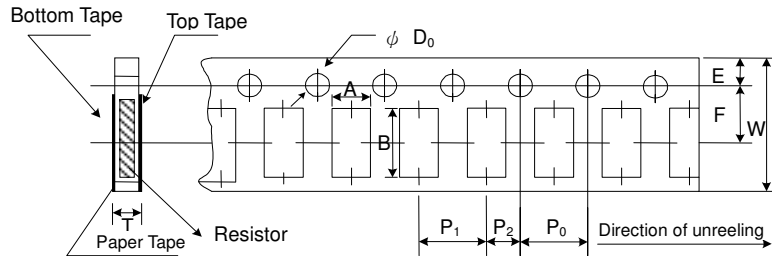 Bottom Tape
Top Tape
ϕ D₀
E
A
F
W
B
T
P₁
P₂
P₀
Direction of unreeling
Resistor
Paper Tape